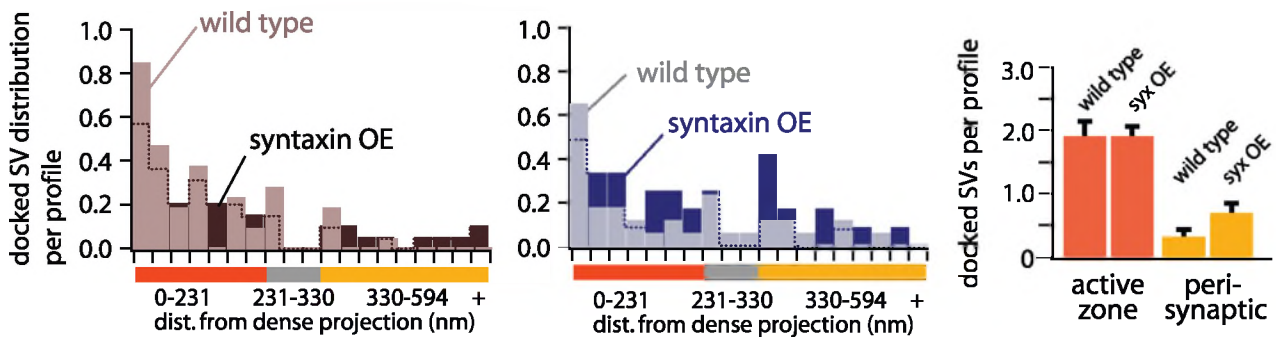 docked SV distribution
per profile
1.0
0.8
0.6
0.4
0.2
0.0
wild type
syntaxin OE
0-231 231-330 330-594 +
dist. from dense projection (nm)
1.0
0.8
0.6
0.4
0.2
0.0
wild type
syntaxin OE
0-231 231-330 330-594 +
dist. from dense projection (nm)
docked SVs per profile
3.0
2.0
1.0
0
wild type
syx OE
wild type
syx OE
active
zone
peri-
synaptic